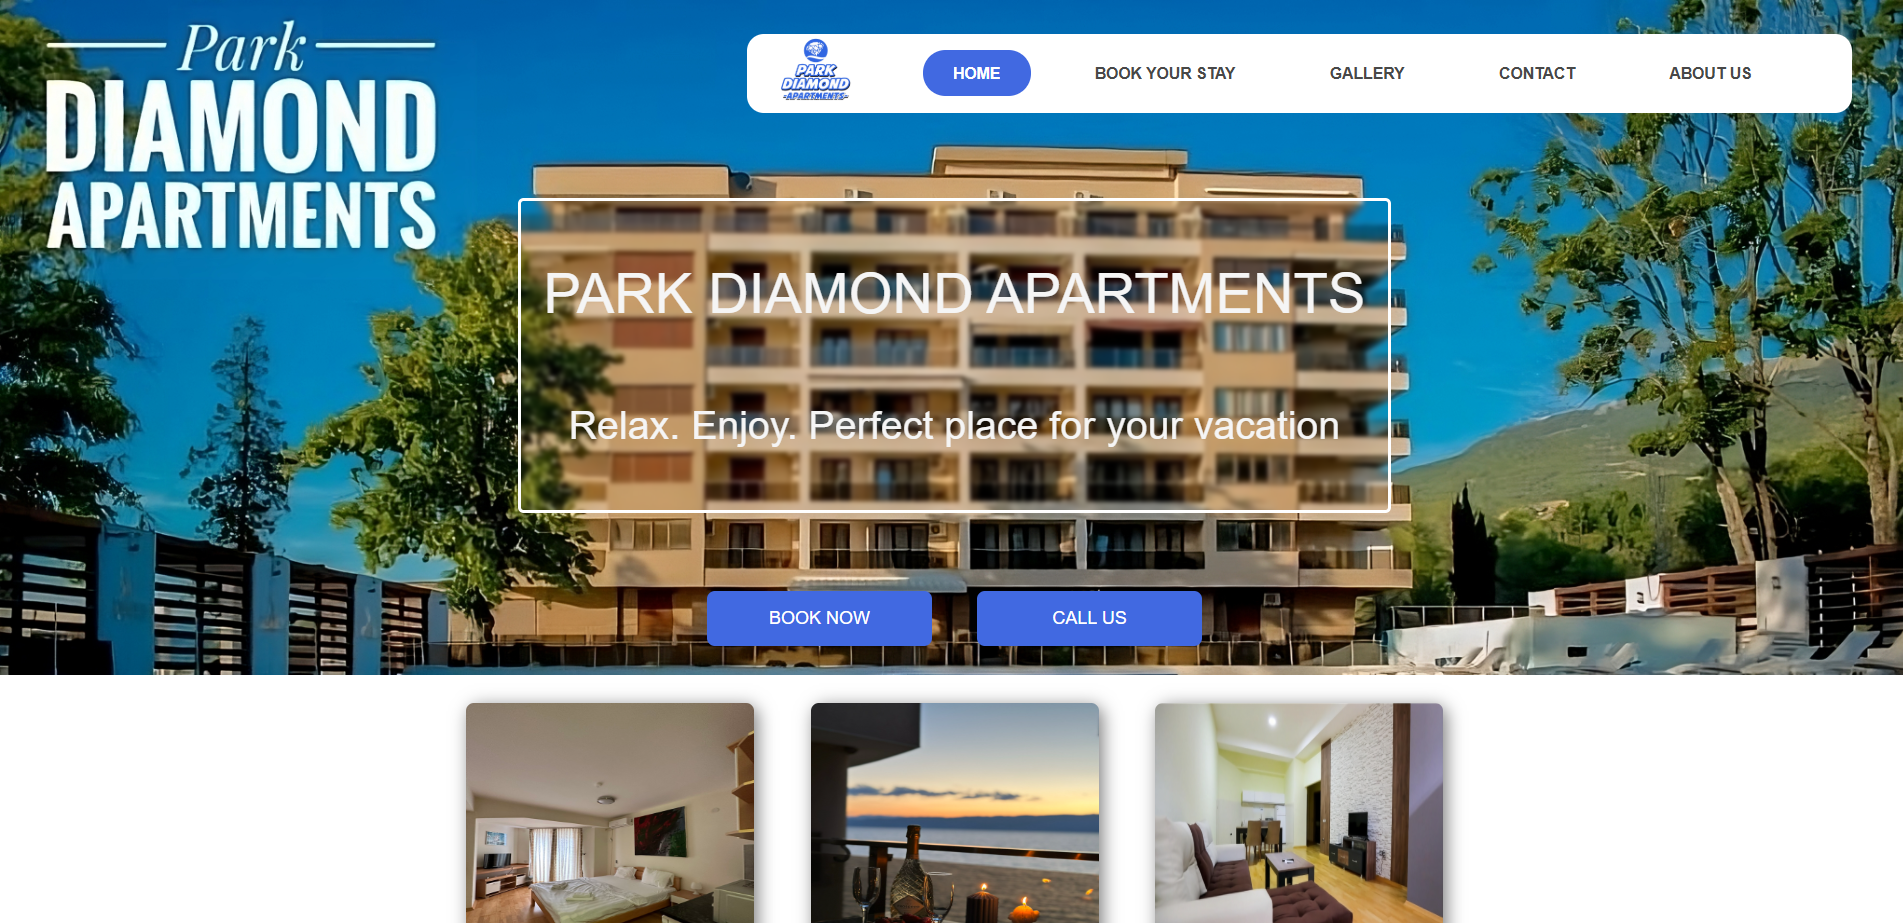 Park
DIAMOND
APARTMENTS
PARK
DIAMOND
-APARTMENTS-
HOME
BOOK YOUR STAY
GALLERY
CONTACT
ABOUT US
PARK DIAMOND APARTMENTS
Relax. Enjoy. Perfect place for your vacation
BOOK NOW
CALL US